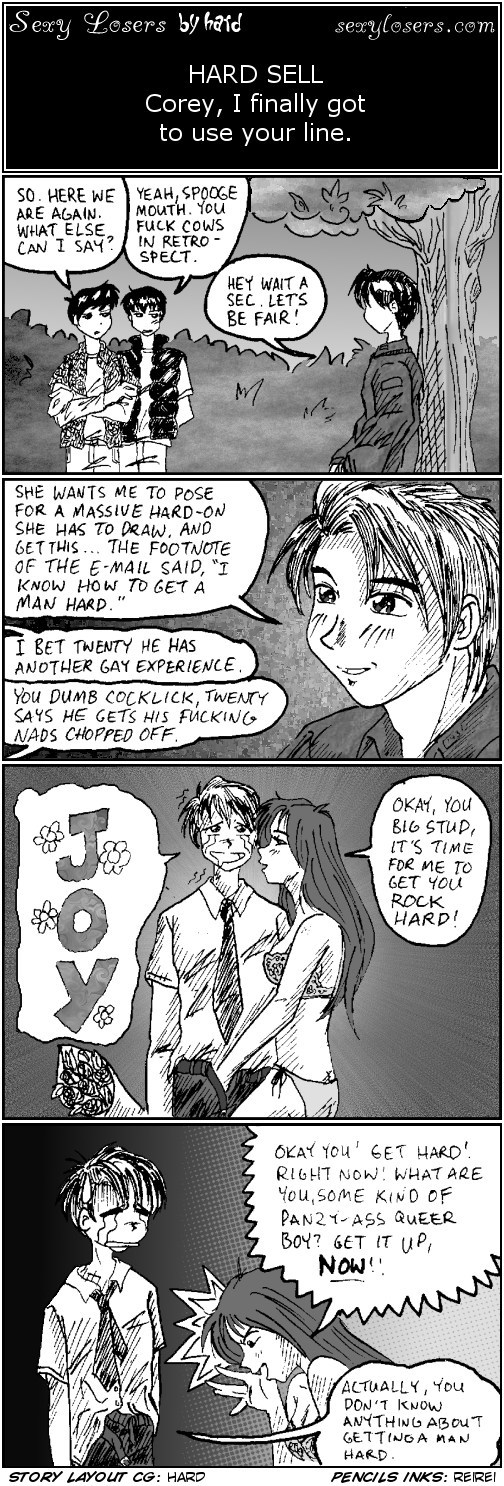 Sexy Losers by hard
sexylosers.com
HARD SELL
Corey, I finally got
to use your line.
SO. HERE WE
ARE AGAIN.
WHAT ELSE
CAN I SAY?
YEAH, SPOOGE
MOUTH. YOU
FUCK COWS
IN RETRO-
SPECT.
HEY WAIT A
SEC. LET'S
BE FAIR!
SHE WANTS ME TO POSE
FOR A MASSIVE HARD-ON
SHE HAS TO DRAW. AND
GET THIS... THE FOOTNOTE
OF THE E-MAIL SAID, "I
KNOW HOW TO GET A
MAN HARD."
I BET TWENTY HE HAS
ANOTHER GAY EXPERIENCE.
YOU DUMB COCKLICK, TWENTY
SAYS HE GETS HIS FUCKING
NADS CHOPPED OFF.
JOY
OKAY, YOU
BIG STUD,
IT'S TIME
FOR ME TO
GET YOU
ROCK
HARD!
OKAY YOU! GET HARD!
RIGHT NOW! WHAT ARE
YOU, SOME KIND OF
PANZY-ASS QUEER
BOY? GET IT UP,
NOW!!
ACTUALLY, YOU
DON'T KNOW
ANYTHING ABOUT
GETTING A MAN
HARD.
STORY LAYOUT CG: HARD
PENCILS INKS: REIREI